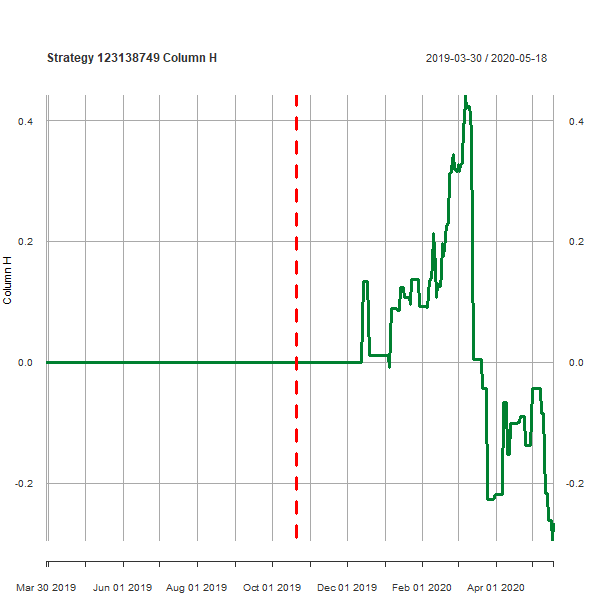 Strategy 123138749 Column H
2019-03-30 / 2020-05-18
0.4
0.4
0.2
0.2
Column H
0.0
0.0
-0.2
-0.2
Mar 30 2019
Jun 01 2019
Aug 01 2019
Oct 01 2019
Dec 01 2019
Feb 01 2020
Apr 01 2020